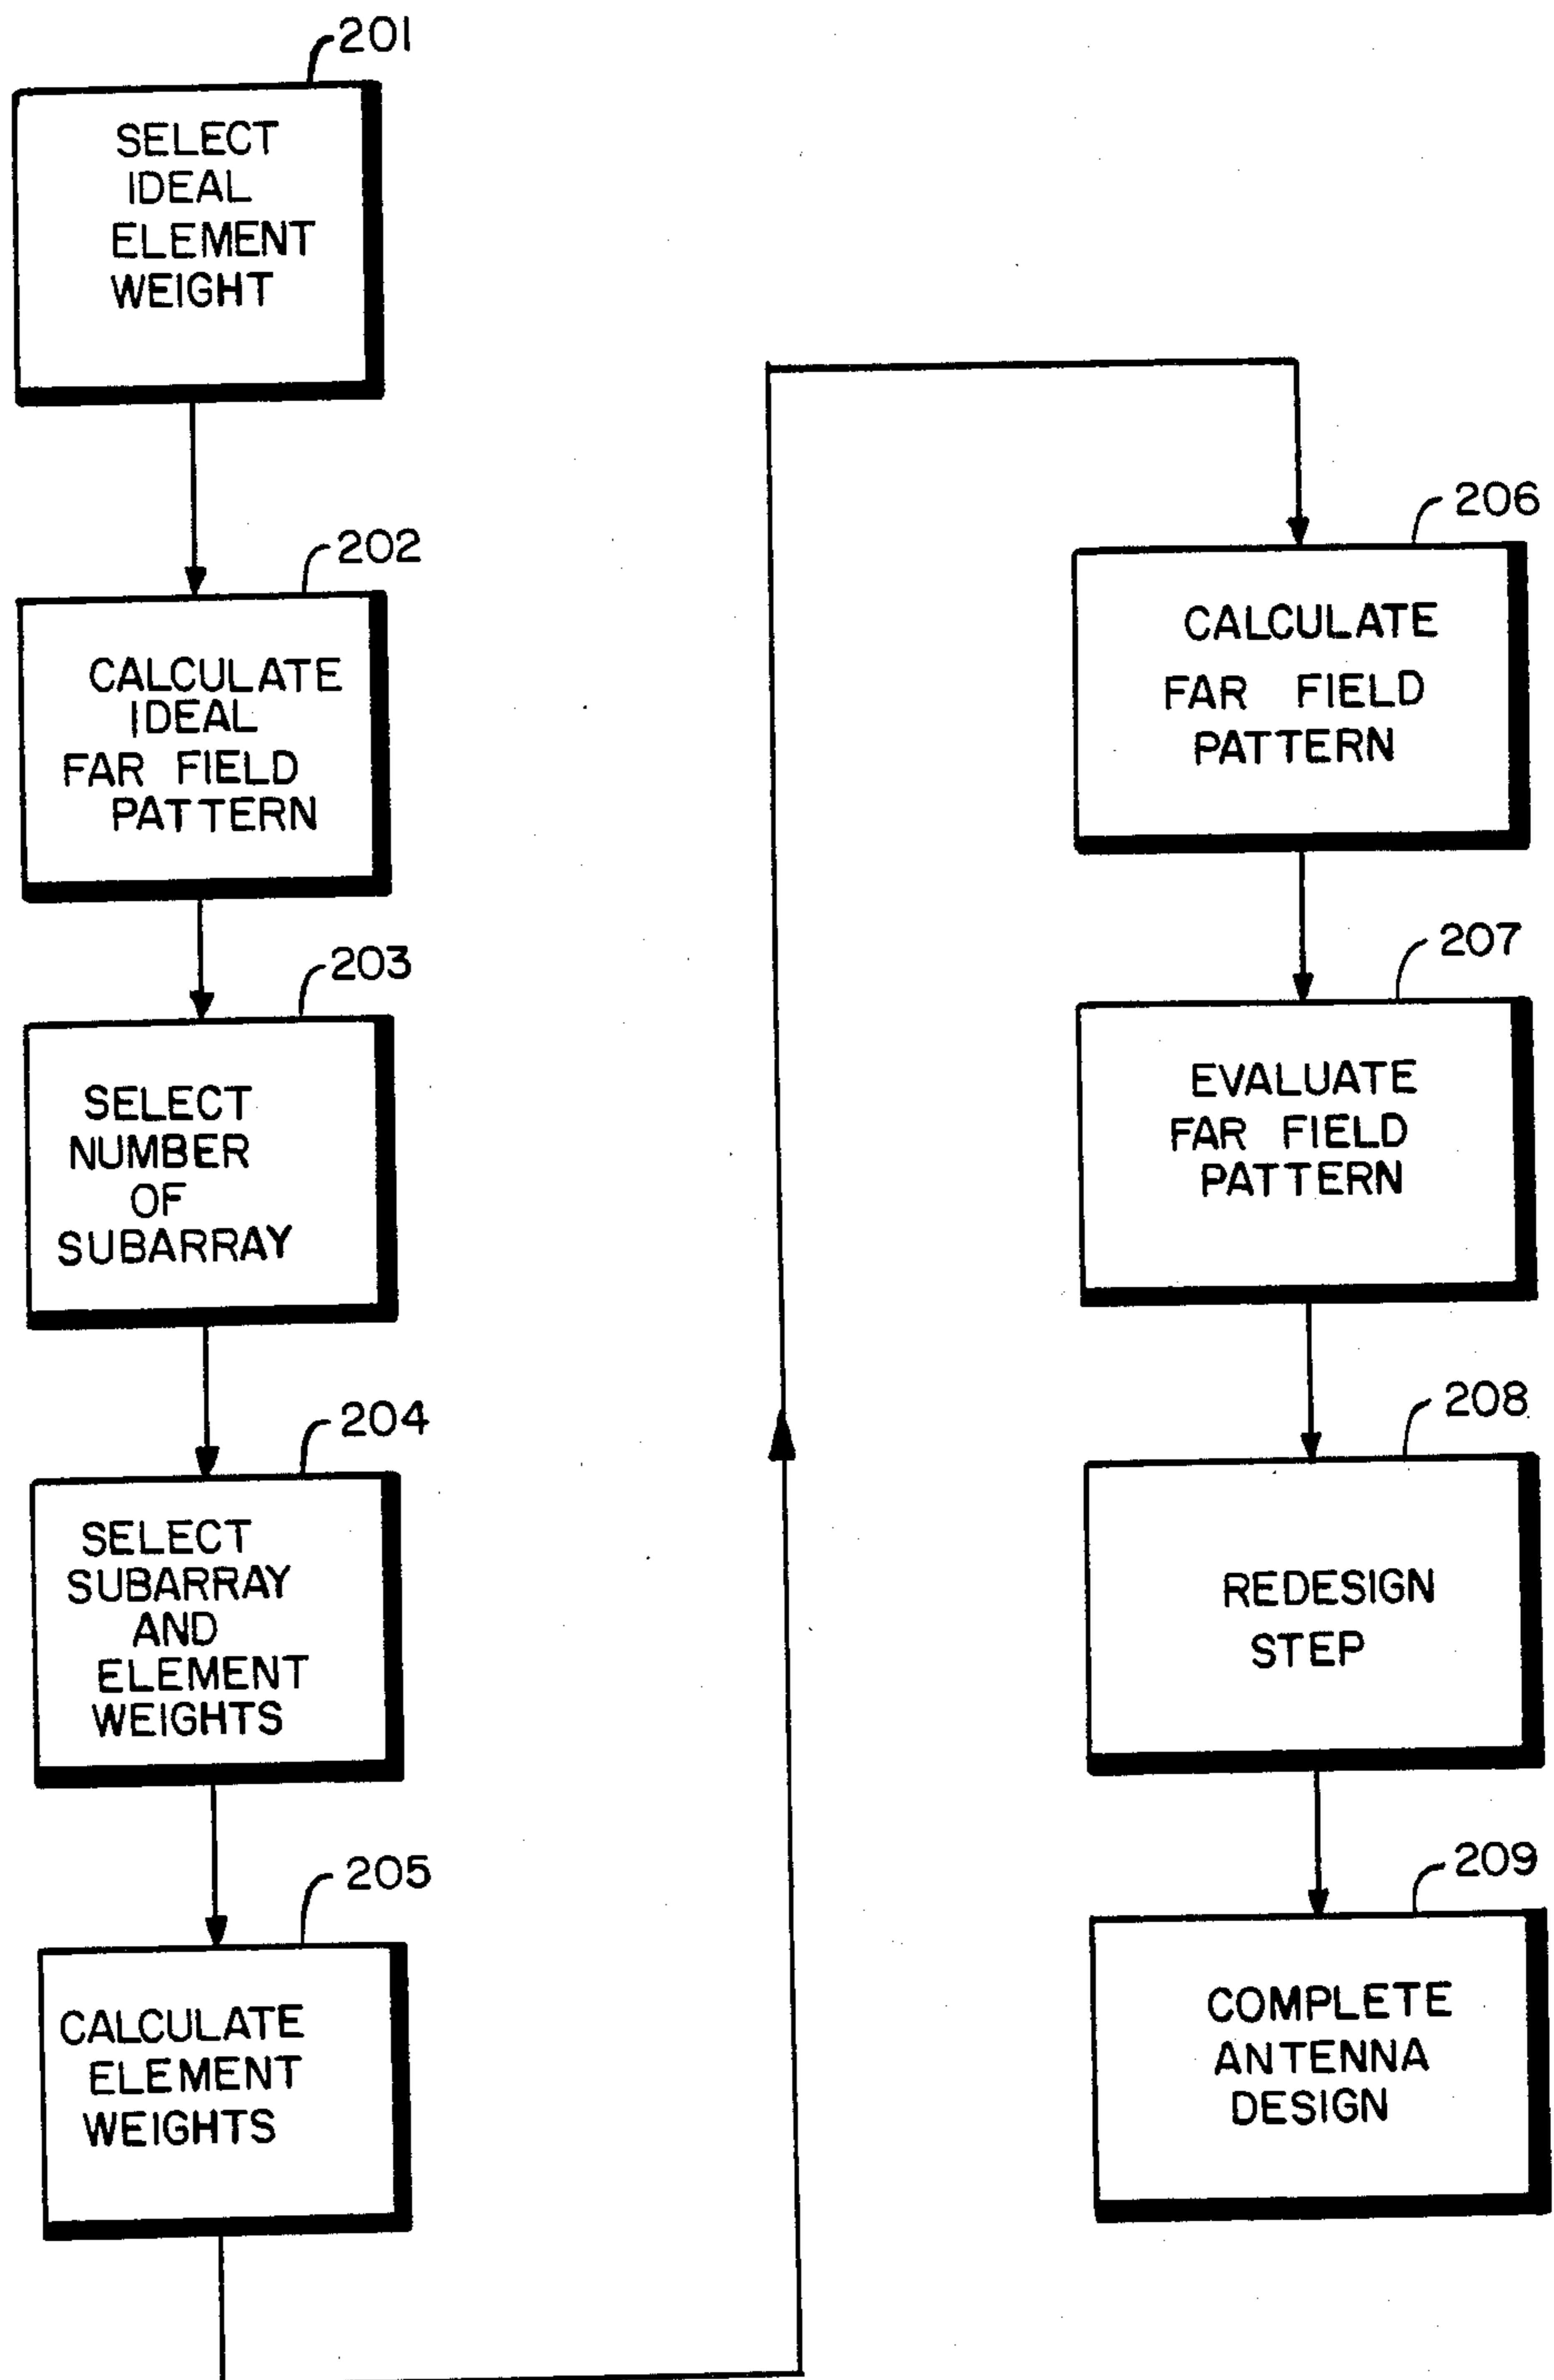 201
SELECT
IDEAL
ELEMENT
WEIGHT
202
CALCULATE
IDEAL
FAR FIELD
PATTERN
203
SELECT
NUMBER
OF
SUBARRAY
204
SELECT
SUBARRAY
AND
ELEMENT
WEIGHTS
205
CALCULATE
ELEMENT
WEIGHTS
206
CALCULATE
FAR FIELD
PATTERN
207
EVALUATE
FAR FIELD
PATTERN
208
REDESIGN
STEP
209
COMPLETE
ANTENNA
DESIGN